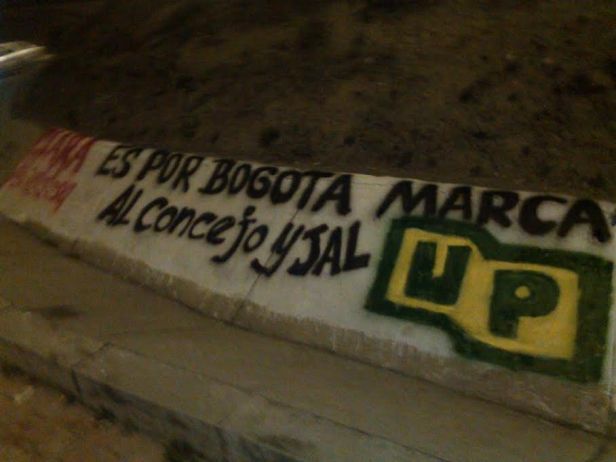 ES POR BOGOTA MARCA
AL CONCEJO Y JAL
UP